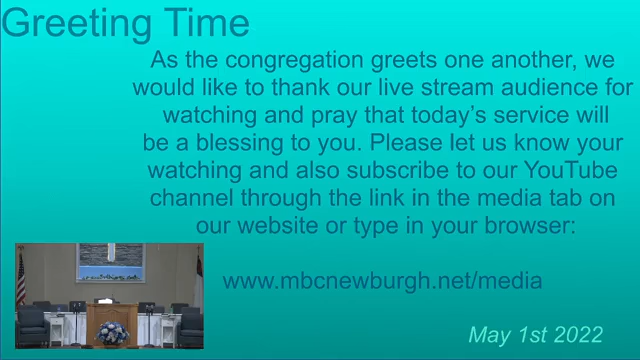 Greeting Time
As the congregation greets one another, we
would like to thank our live stream audience for
watching and pray that today's service will
be a blessing to you. Please let us know your
watching and also subscribe to our YouTube
channel through the link in the media tab on
our website or type in your browser:
www.mbcnewburgh.net/media
May 1st 2022